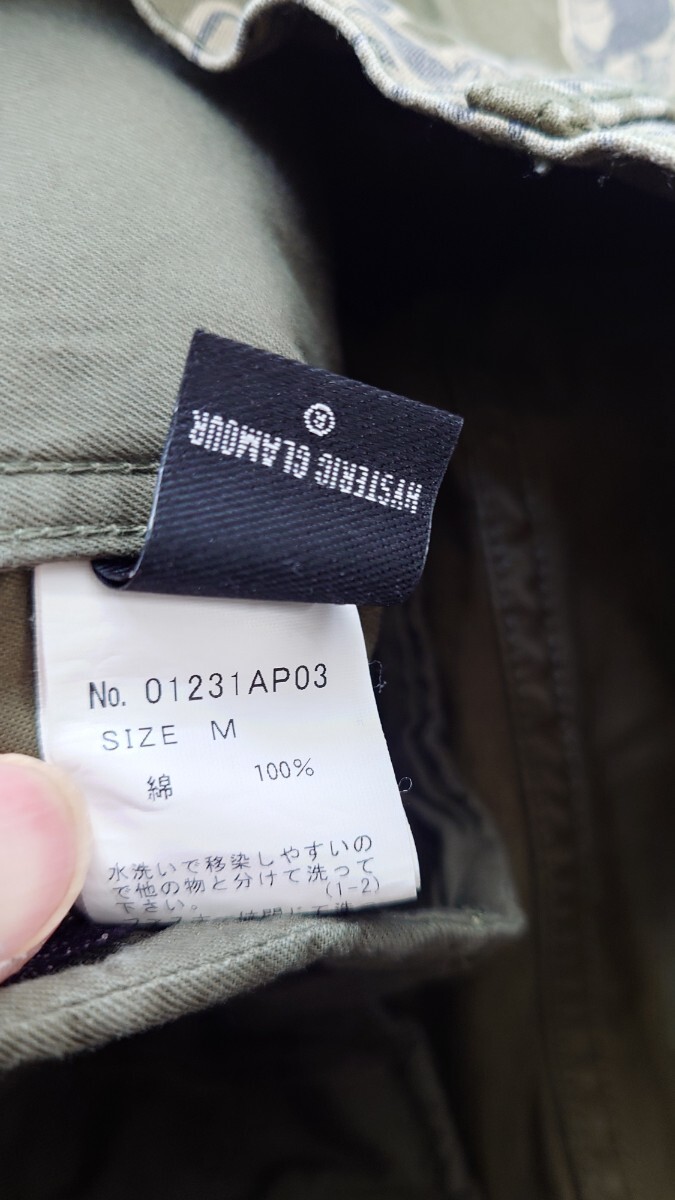 HYSTERIC GLAMOUR
®
No. 01231AP03
SIZE M
綿 100%
水洗いで移染しやすいの
で他の物と分けて洗って
下さい。 (1-2)